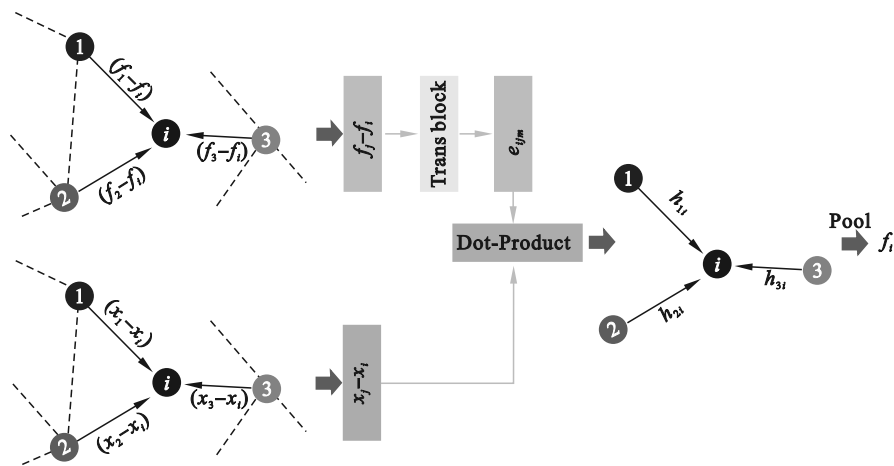 1
(f₁–fᵢ)
i
3
(f₃–fᵢ)
2
(f₂–fᵢ)
fⱼ–fᵢ
Trans block
eᵢⱼₘ
Dot-Product
1
h₁ᵢ
i
3
h₃ᵢ
2
h₂ᵢ
Pool
fᵢ
1
(x₁–xᵢ)
i
3
(x₃–xᵢ)
2
(x₂–xᵢ)
xⱼ–xᵢ